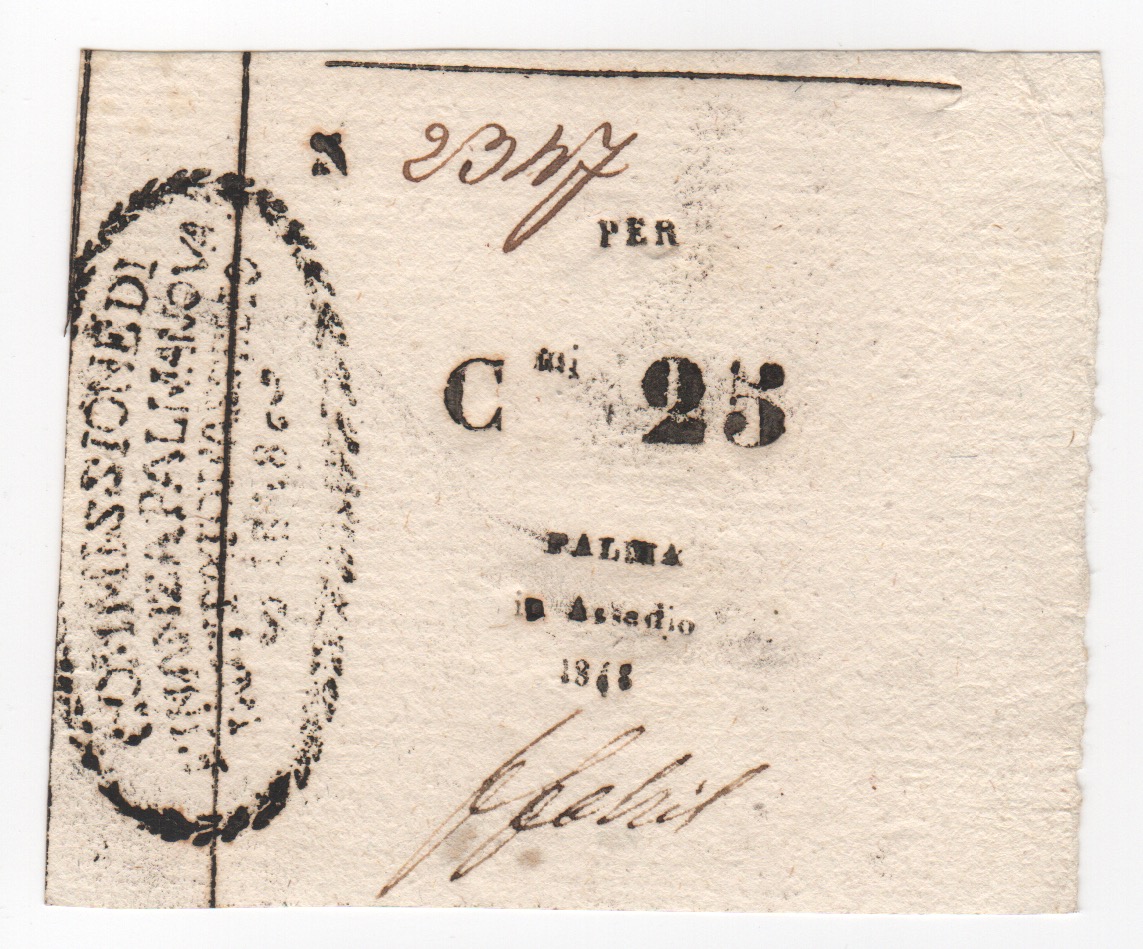 N 2347
PER
C mi 25
PALMA
in Assedio
1848
COMMISSIONE DI
FINANZA PALMANOVA